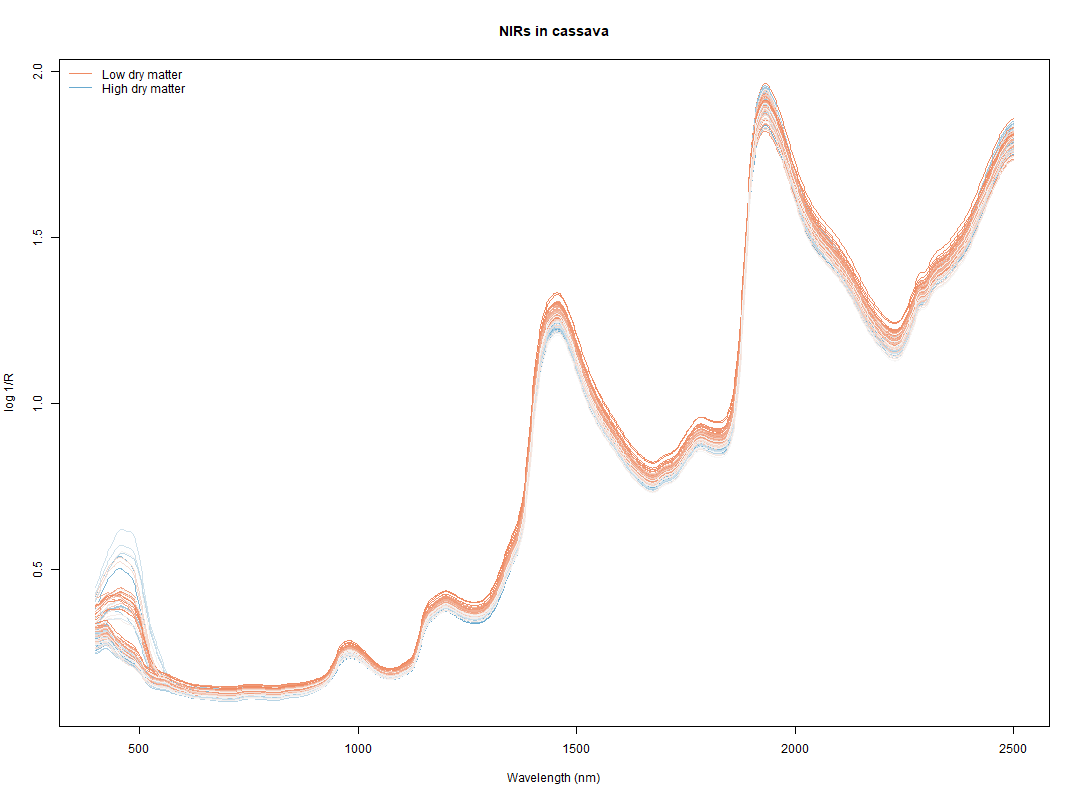 NIRs in cassava
Low dry matter
High dry matter
2.0
1.5
1.0
0.5
log 1/R
500
1000
1500
2000
2500
Wavelength (nm)